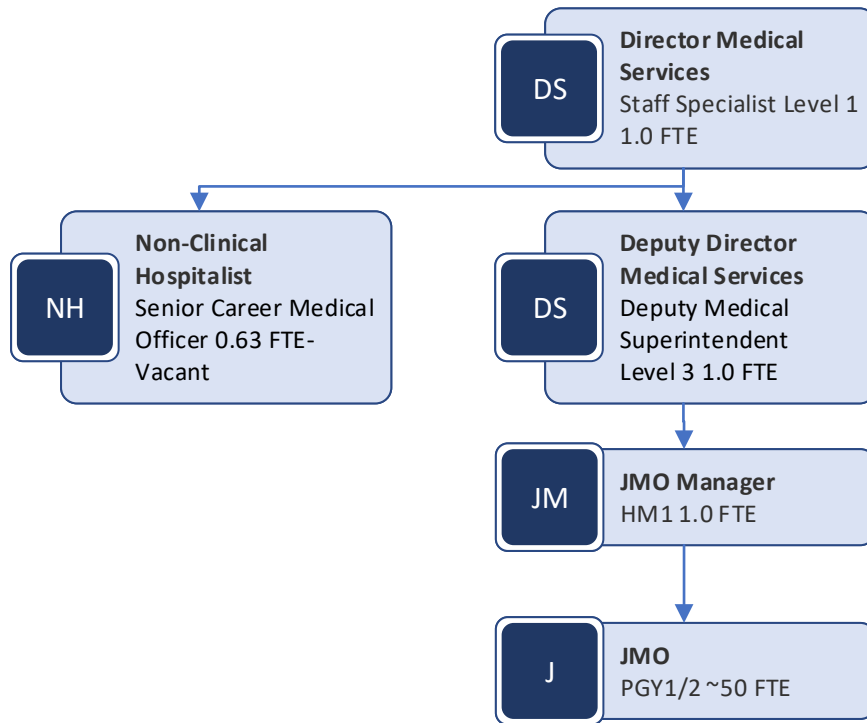 DS
Director Medical
Services
Staff Specialist Level 1
1.0 FTE
NH
Non-Clinical
Hospitalist
Senior Career Medical
Officer 0.63 FTE-
Vacant
DS
Deputy Director
Medical Services
Deputy Medical
Superintendent
Level 3 1.0 FTE
JM
JMO Manager
HM1 1.0 FTE
J
JMO
PGY1/2 ~50 FTE